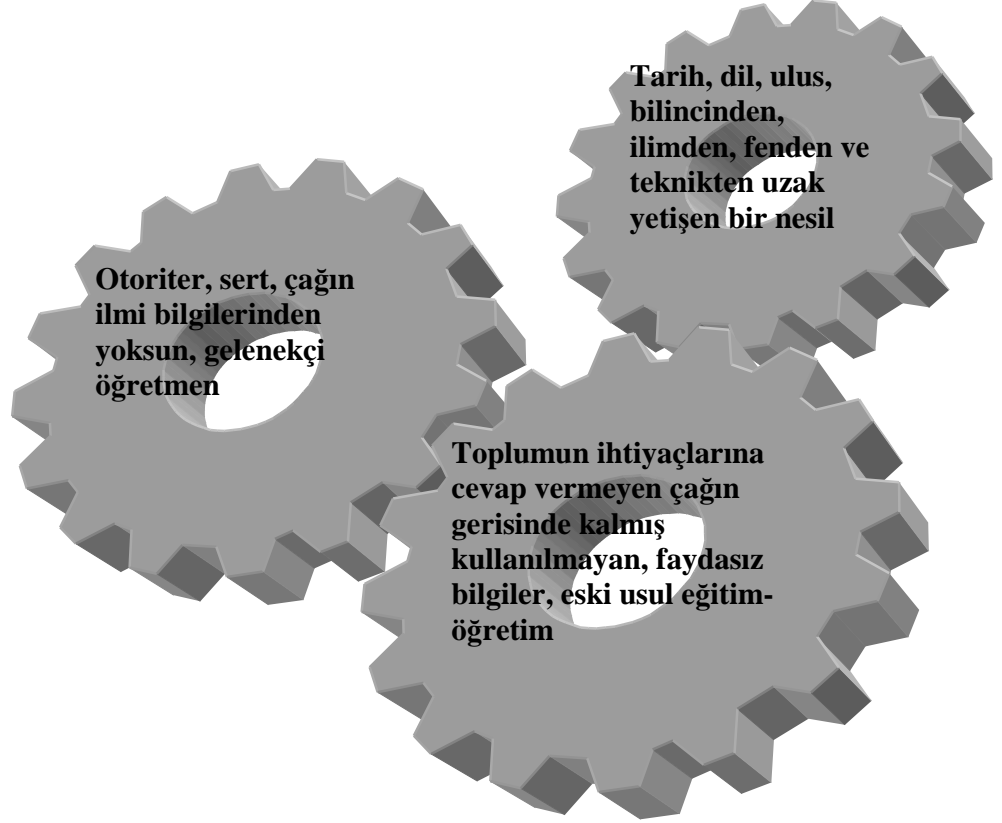 Tarih, dil, ulus,
bilincinden,
ilimden, fenden ve
teknikten uzak
yetişen bir nesil
Otoriter, sert, çağın
ilmi bilgilerinden
yoksun, gelenekçi
öğretmen
Toplumun ihtiyaçlarına
cevap vermeyen çağın
gerisinde kalmış
kullanılmayan, faydasız
bilgiler, eski usul eğitim-
öğretim